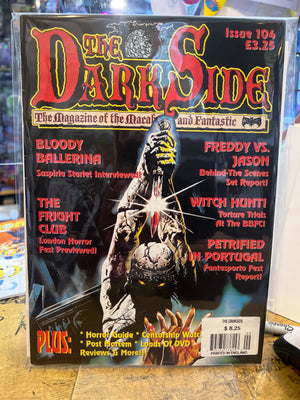 THE
DARK SIDE
Issue 104
£3.25
The Magazine of the Macab and Fantastic
BLOODY
BALLERINA
Suspiria Starlet Interviewed!
FREDDY VS.
JASON
Behind-The Scenes
Set Report!
THE
FRIGHT
CLUB
London Horror
Fest Previewed!
WITCH HUNT!
Torture Trials
At The BBFC!
PETRIFIED
IN PORTUGAL
Fantasporto Fest
Report!
PLUS:
* Horror Guide * Censorship Watch
* Post Mortem * Loads Of DVD
Reviews & More!!!
THE DARKSIDE
$ 8.25
PRINTED IN ENGLAND